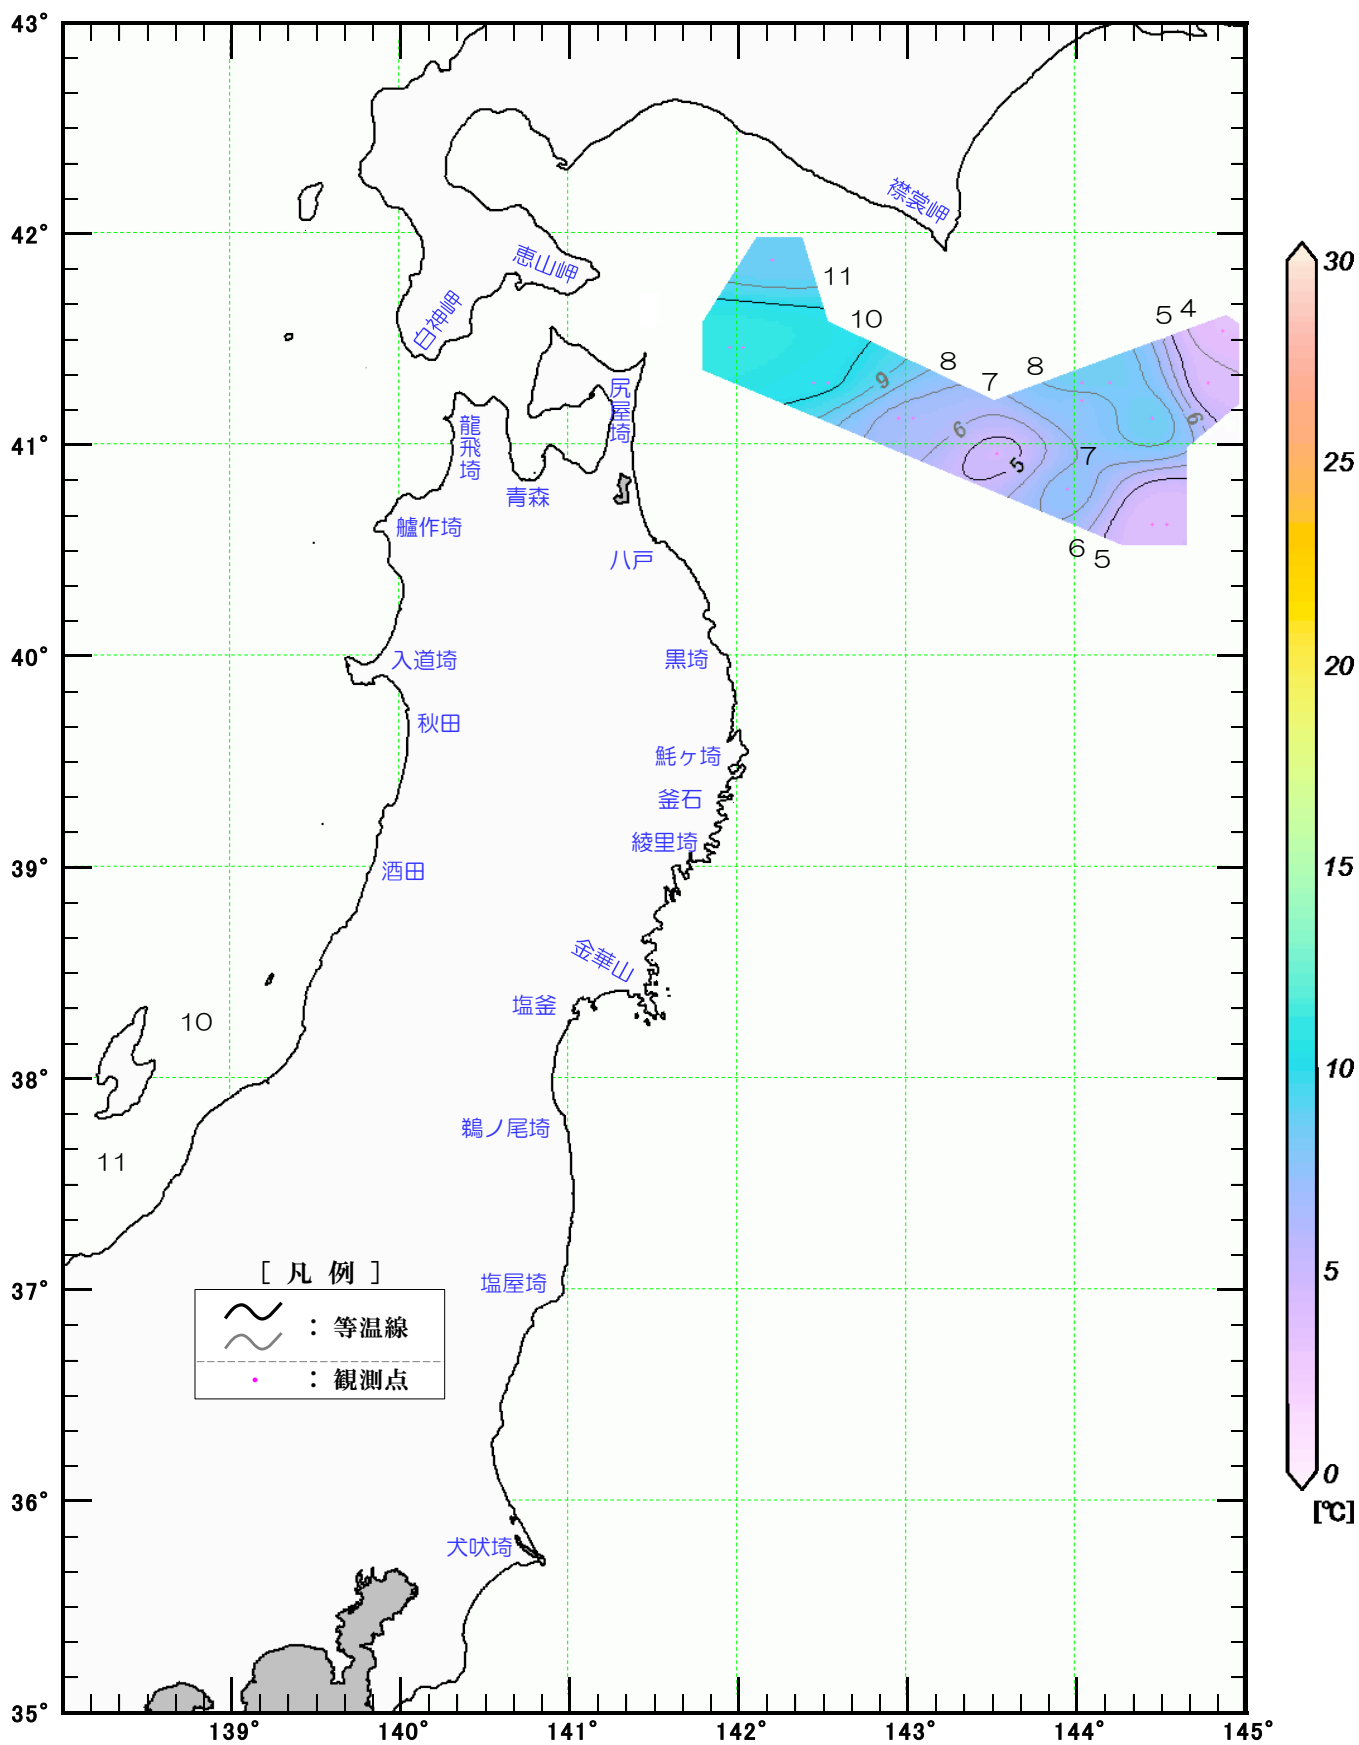 43°
襟裳岬
42°
恵山岬
11
30
白神岬
10
5 4
8
7
8
9
尻屋埼
龍飛埼
6
9
41°
5
7
25
青森
艫作埼
6
5
八戸
40°
入道埼
黒埼
20
秋田
魹ヶ埼
釜石
綾里埼
39°
酒田
15
金華山
塩釜
10
38°
10
鵜ノ尾埼
11
[ 凡 例 ]
5
37°
塩屋埼
: 等温線
: 観測点
0
36°
[℃]
犬吠埼
35°
139° 140° 141° 142° 143° 144° 145°